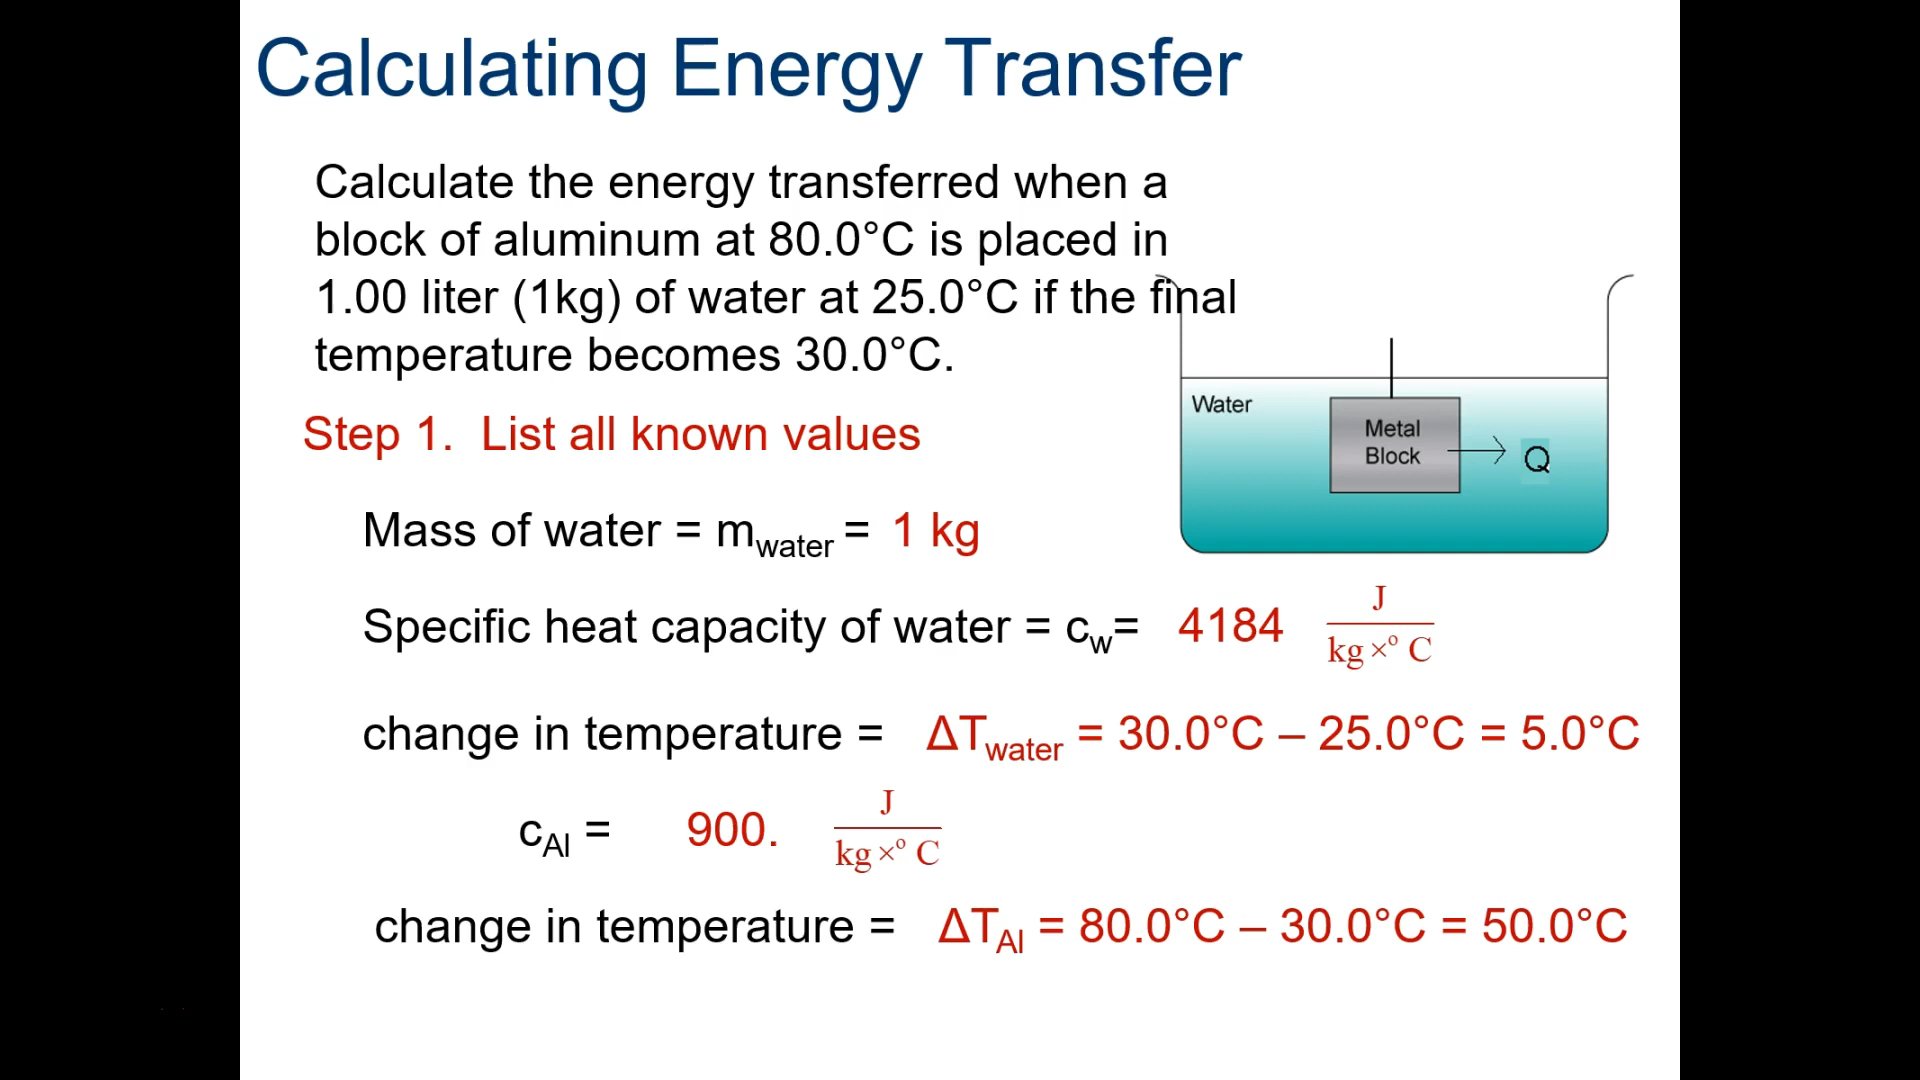 Calculating Energy Transfer
Calculate the energy transferred when a
block of aluminum at 80.0°C is placed in
1.00 liter (1kg) of water at 25.0°C if the final
temperature becomes 30.0°C.
Water
Metal
Block
Q
Step 1. List all known values
Mass of water = mwater = 1 kg
Specific heat capacity of water = cw= 4184 J / kg ×° C
change in temperature = ΔTwater = 30.0°C – 25.0°C = 5.0°C
cAl = 900. J / kg ×° C
change in temperature = ΔTAl = 80.0°C – 30.0°C = 50.0°C